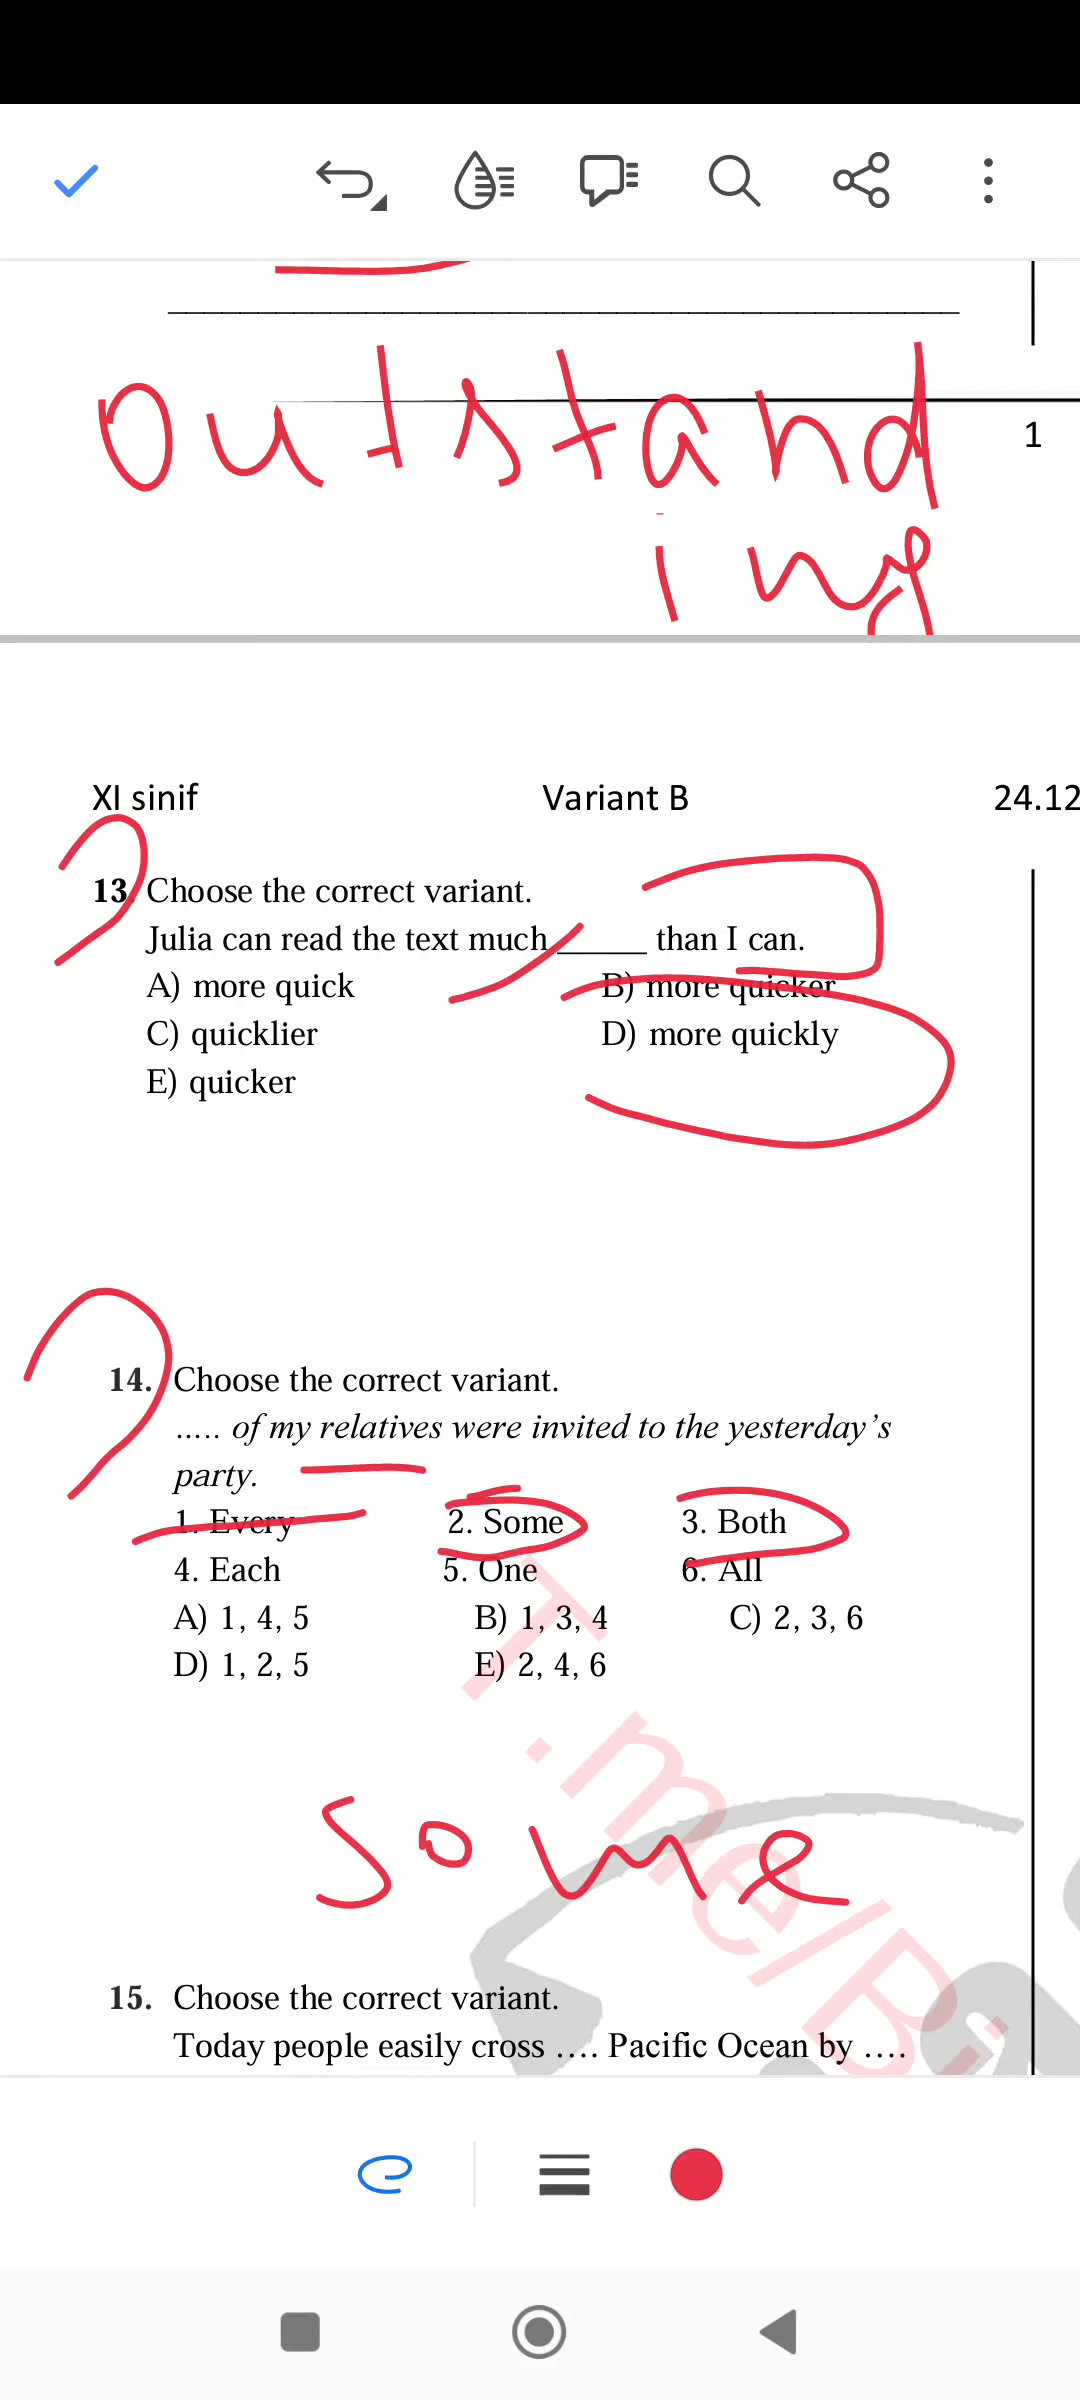 Outstand
ing
1
XI sinif Variant B 24.12
13. Choose the correct variant.
Julia can read the text much_____ than I can.
A) more quick B) more quicker
C) quicklier D) more quickly
E) quicker
14. Choose the correct variant.
..... of my relatives were invited to the yesterday's
party.
1. Every 2. Some 3. Both
4. Each 5. One 6. All
A) 1, 4, 5 B) 1, 3, 4 C) 2, 3, 6
D) 1, 2, 5 E) 2, 4, 6
some
T.me/Bi
15. Choose the correct variant.
Today people easily cross .... Pacific Ocean by ....